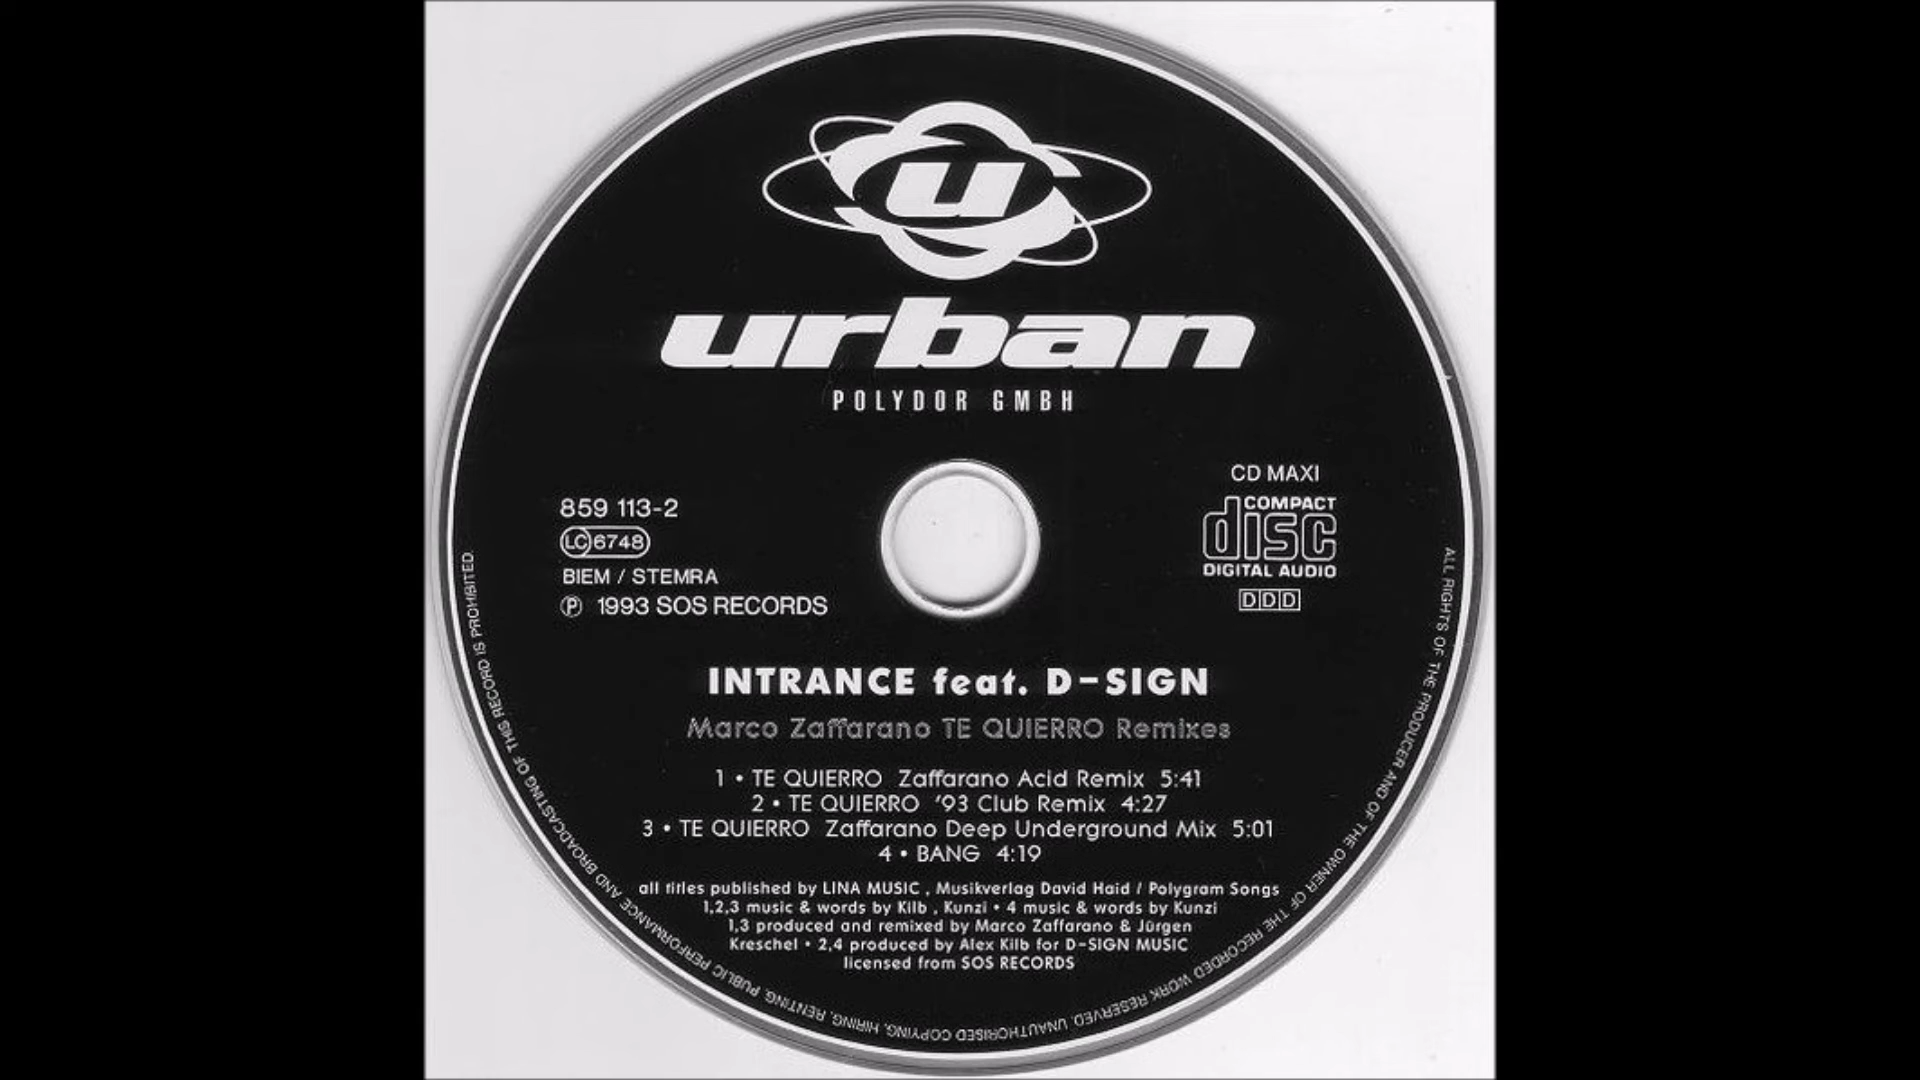 u
urban
POLYDOR GMBH
859 113-2
LC 6748
BIEM / STEMRA
Ⓟ 1993 SOS RECORDS
CD MAXI
COMPACT
disc
DIGITAL AUDIO
DDD
INTRANCE feat. D-SIGN
Marco Zaffarano TE QUIERRO Remixes
1 • TE QUIERRO Zaffarano Acid Remix 5:41
2 • TE QUIERRO '93 Club Remix 4:27
3 • TE QUIERRO Zaffarano Deep Underground Mix 5:01
4 • BANG 4:19
all titles published by LINA MUSIC , Musikverlag David Haid / Polygram Songs
1,2,3 music & words by Kilb , Kunzi • 4 music & words by Kunzi
1,3 produced and remixed by Marco Zaffarano & Jürgen
Kreschel • 2,4 produced by Alex Kilb for D-SIGN MUSIC
licensed from SOS RECORDS
ALL RIGHTS OF THE PRODUCER AND OF THE OWNER OF THE RECORDED WORK RESERVED. UNAUTHORISED COPYING, HIRING, RENTING, PUBLIC PERFORMANCE AND BROADCASTING OF THIS RECORD IS PROHIBITED.